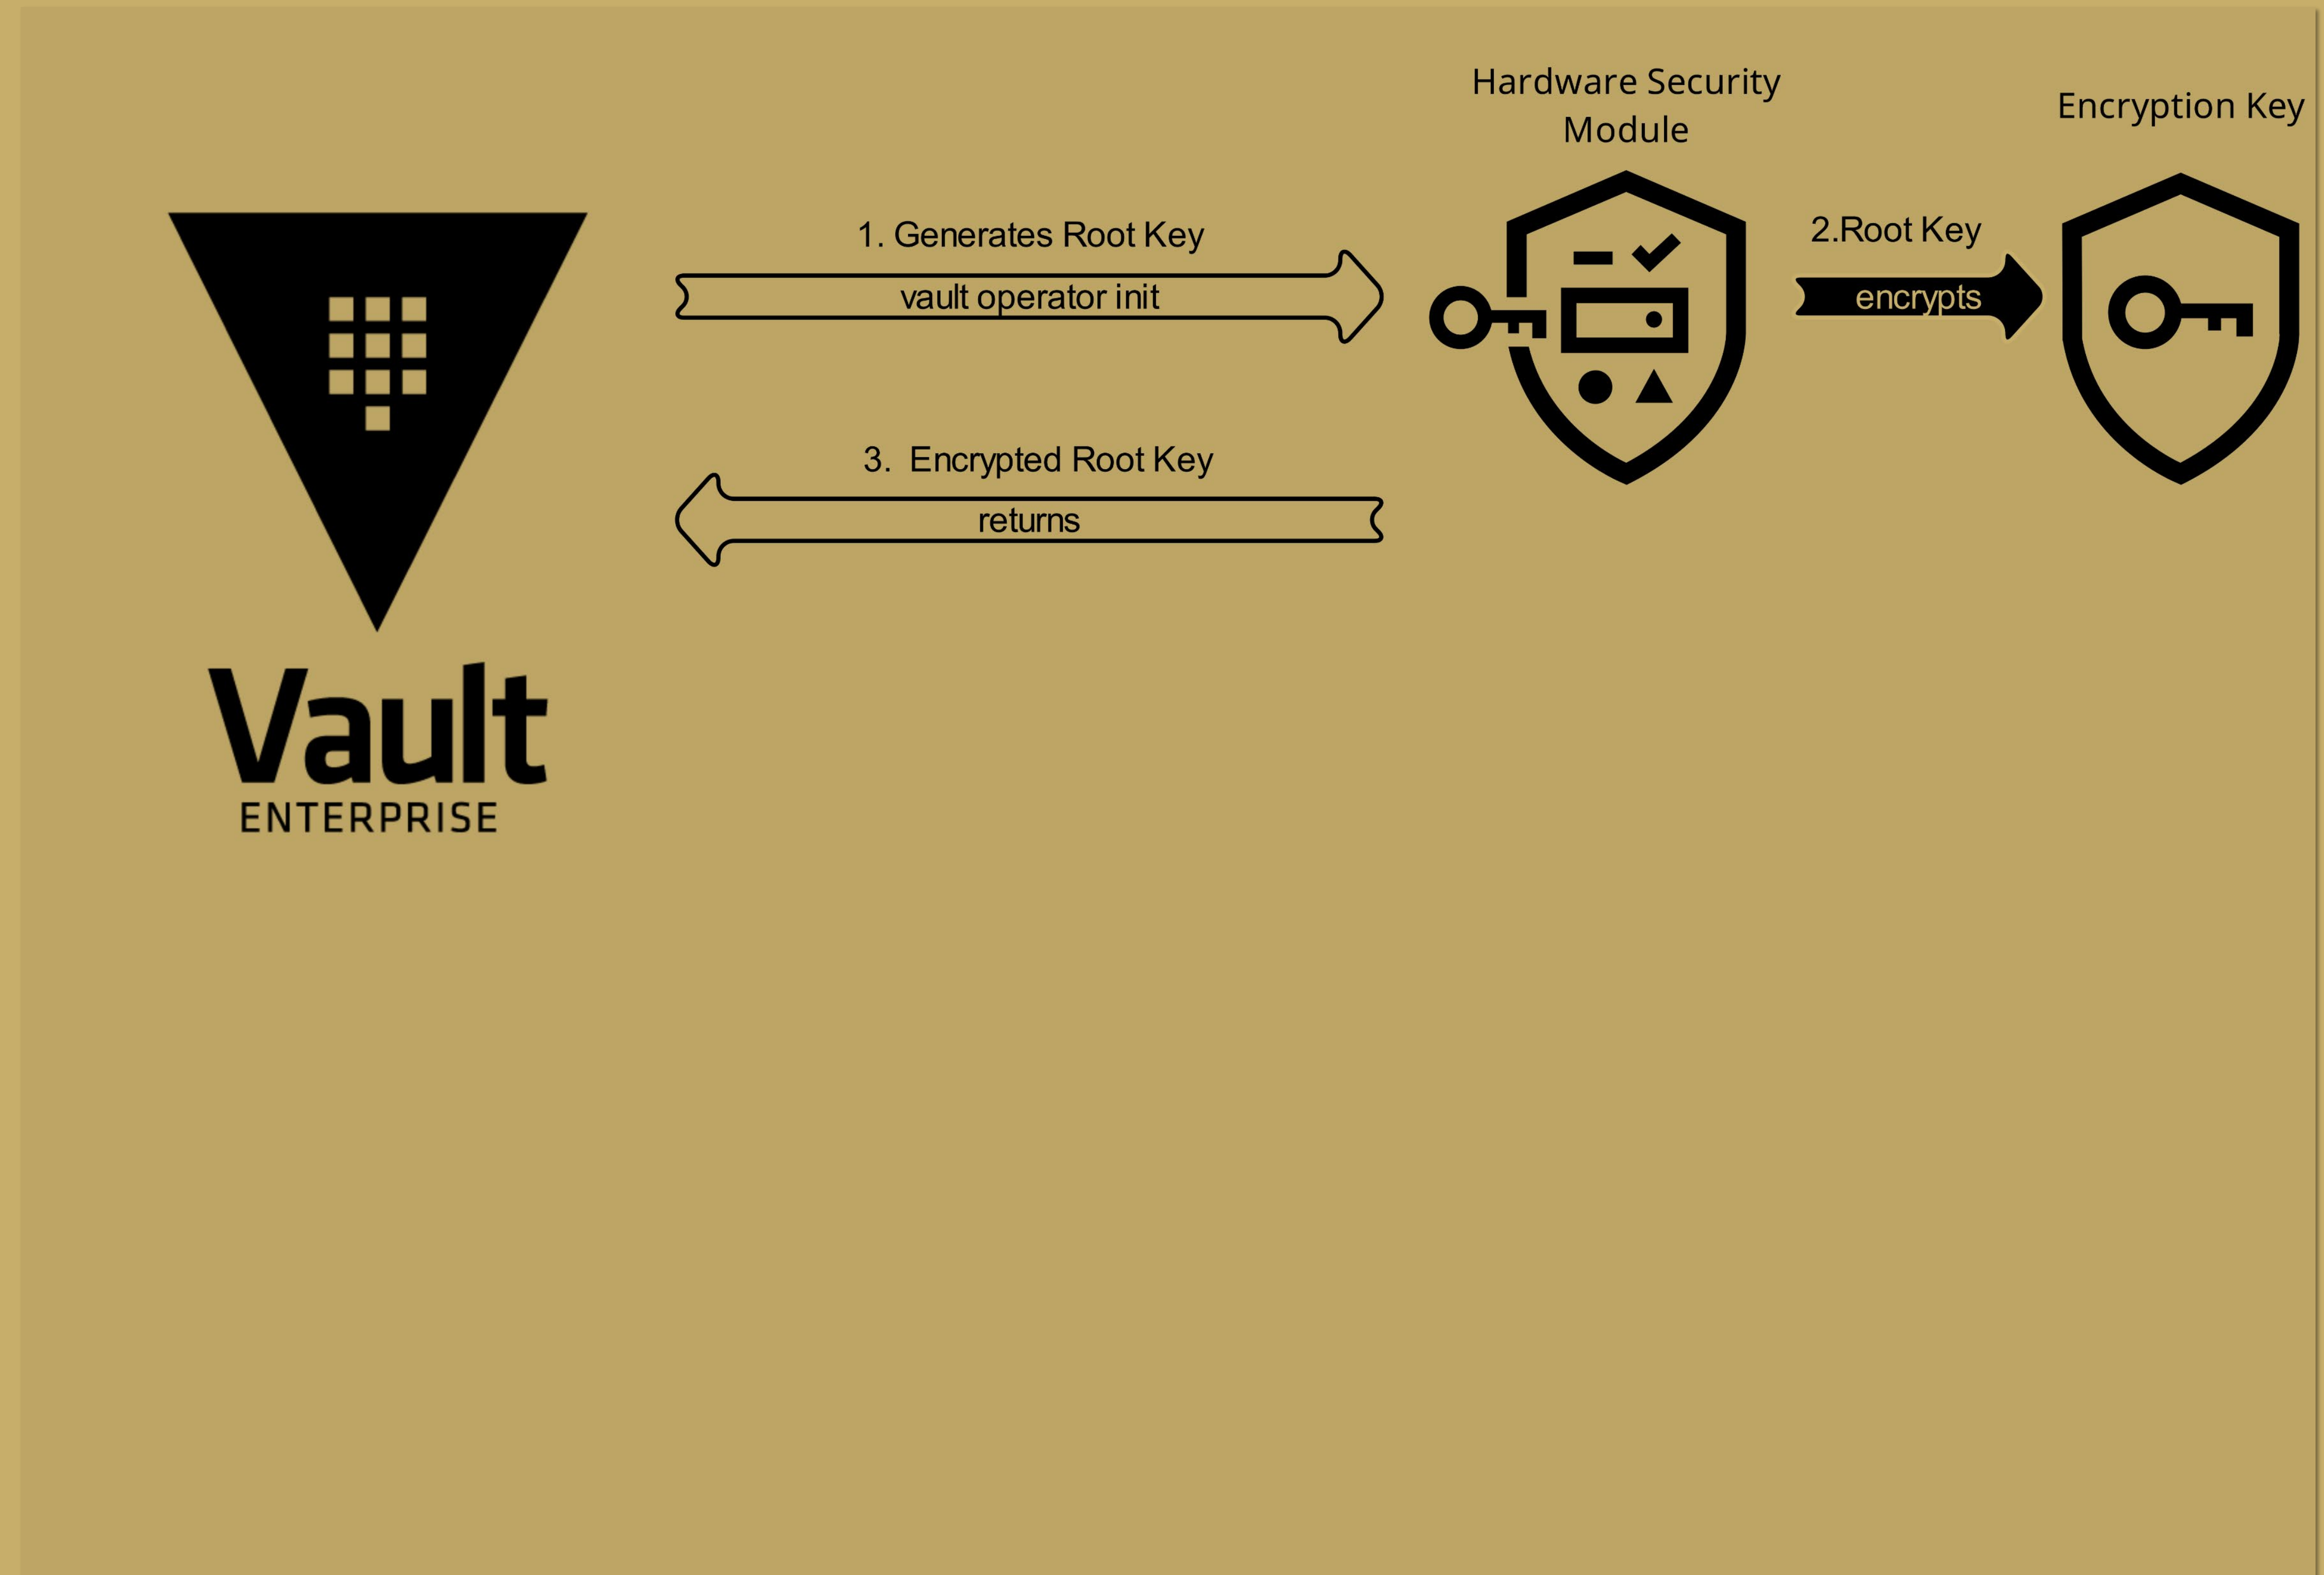 Hardware Security
Module
Encryption Key
1. Generates Root Key
vault operator init
2.Root Key
encrypts
3.  Encrypted Root Key
returns
Vault
ENTERPRISE